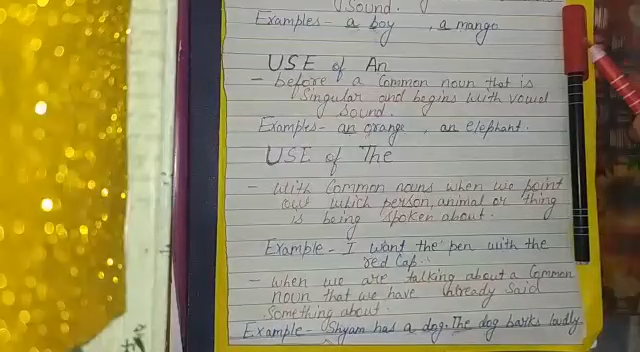 Sound.
Examples- a boy , a mango
USE of An
- before a Common noun that is
Singular and begins with vowel
Sound.
Examples- an orange , an elephant.
USE of The
- With Common nouns when we point
out which person, animal or thing
is being spoken about.
Example- I want the pen with the
red Cap.
- when we are talking about a Common
noun that we have already said
Something about.
Example- Shyam has a dog. The dog barks loudly